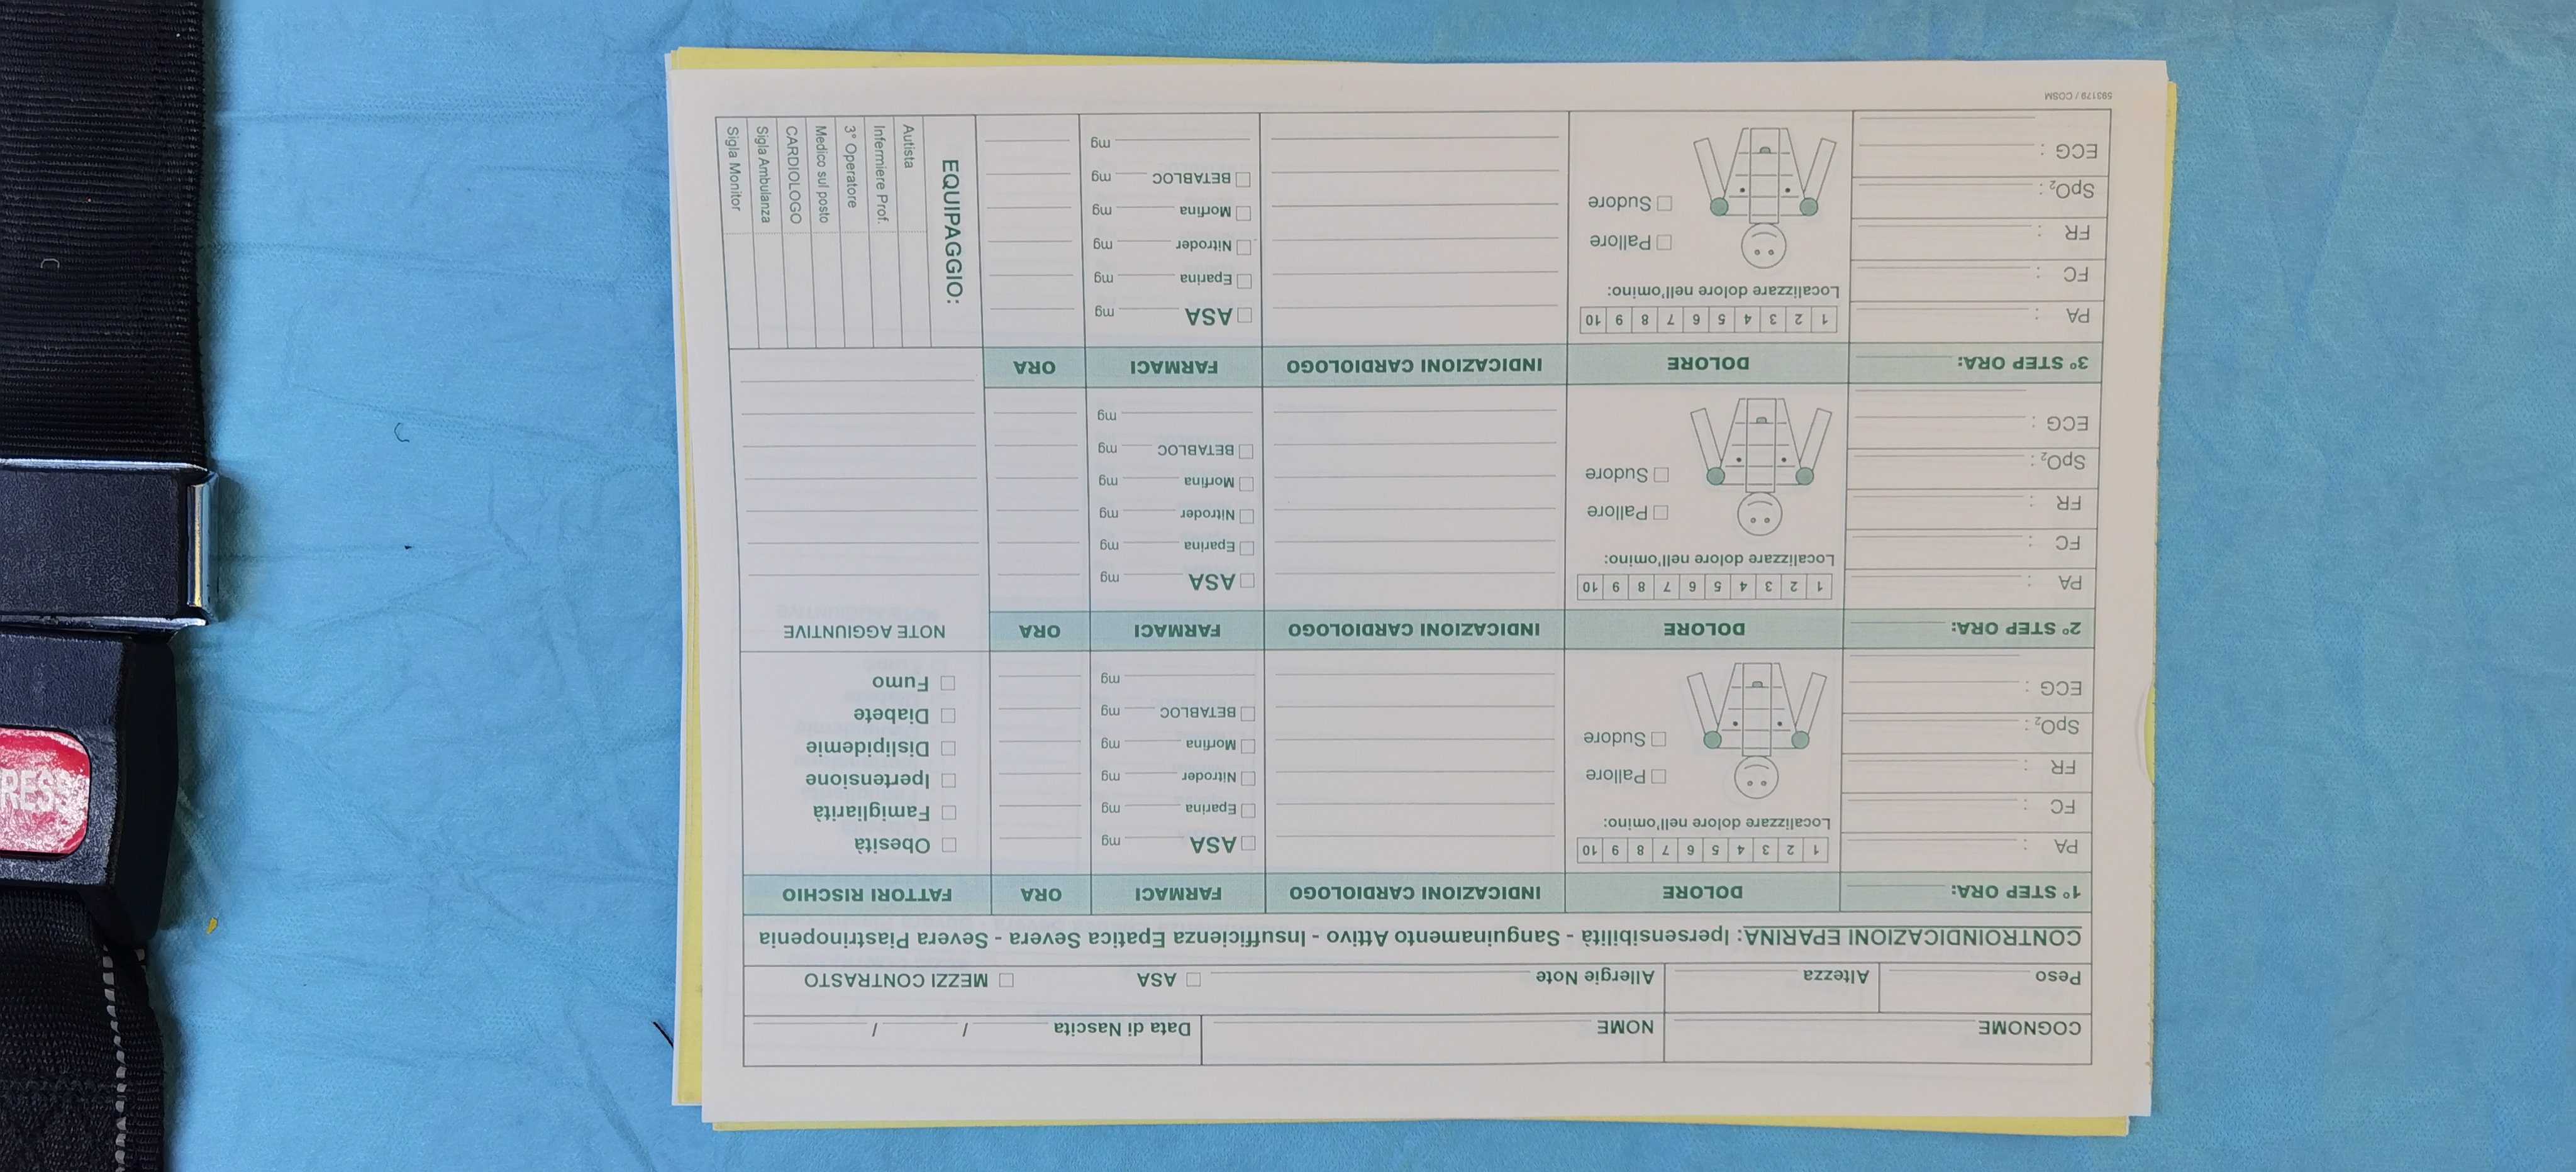 COGNOME NOME Data di Nascita / /
Peso Altezza Allergie Note ASA MEZZI CONTRASTO
CONTROINDICAZIONI EPARINA: Ipersensibilità - Sanguinamento Attivo - Insufficienza Epatica Severa - Severa Piastrinopenia
1º STEP ORA: DOLORE INDICAZIONI CARDIOLOGO FARMACI ORA FATTORI RISCHIO
PA :
FC :
FR :
SpO₂ :
ECG :
1 2 3 4 5 6 7 8 9 10
Localizzare dolore nell'omino:
Pallore
Sudore
ASA mg
Eparina mg
Nitroder mg
Morfina mg
BETABLOC mg
mg
Obesità
Famigliarità
Ipertensione
Dislipidemie
Diabete
Fumo
2º STEP ORA: DOLORE INDICAZIONI CARDIOLOGO FARMACI ORA NOTE AGGIUNTIVE
PA :
FC :
FR :
SpO₂ :
ECG :
1 2 3 4 5 6 7 8 9 10
Localizzare dolore nell'omino:
Pallore
Sudore
ASA mg
Eparina mg
Nitroder mg
Morfina mg
BETABLOC mg
mg
3º STEP ORA: DOLORE INDICAZIONI CARDIOLOGO FARMACI ORA
PA :
FC :
FR :
SpO₂ :
ECG :
1 2 3 4 5 6 7 8 9 10
Localizzare dolore nell'omino:
Pallore
Sudore
ASA mg
Eparina mg
Nitroder mg
Morfina mg
BETABLOC mg
mg
EQUIPAGGIO:
Autista
Infermiere Prof.
3º Operatore
Medico sul posto
CARDIOLOGO
Sigla Ambulanza
Sigla Monitor
593179 / COSM